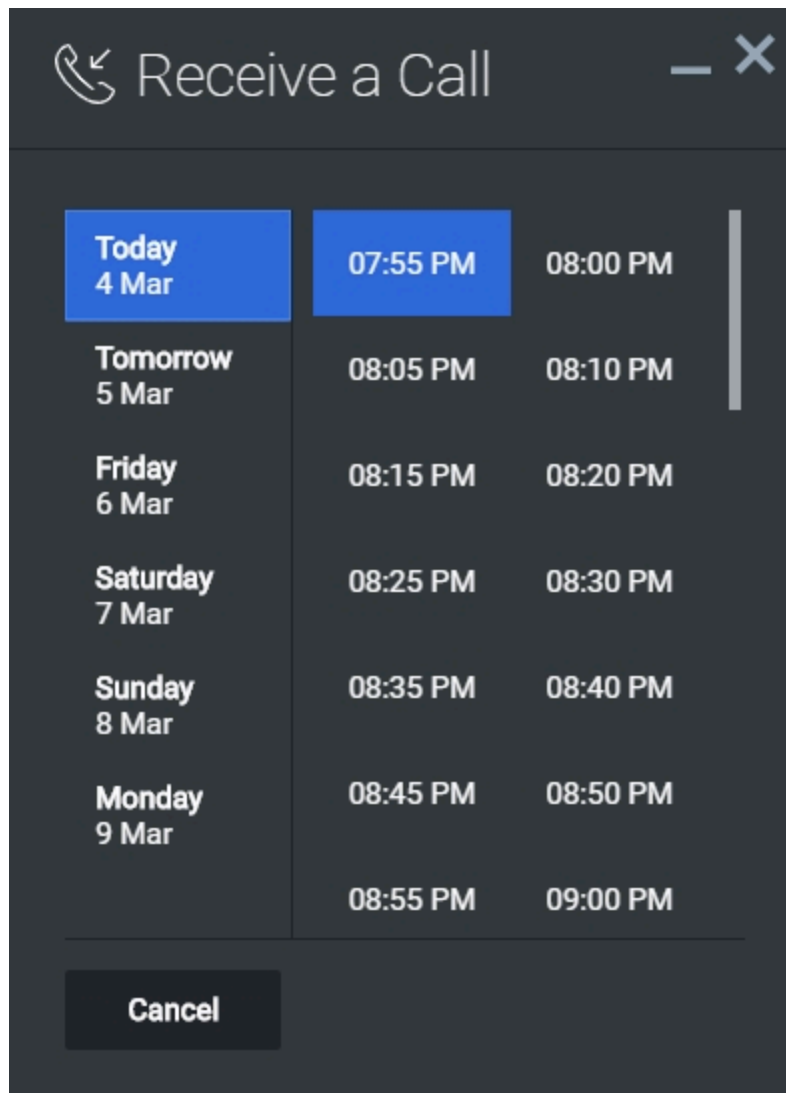 Receive a Call
Today
4 Mar
Tomorrow
5 Mar
Friday
6 Mar
Saturday
7 Mar
Sunday
8 Mar
Monday
9 Mar
07:55 PM 08:00 PM
08:05 PM 08:10 PM
08:15 PM 08:20 PM
08:25 PM 08:30 PM
08:35 PM 08:40 PM
08:45 PM 08:50 PM
08:55 PM 09:00 PM
Cancel